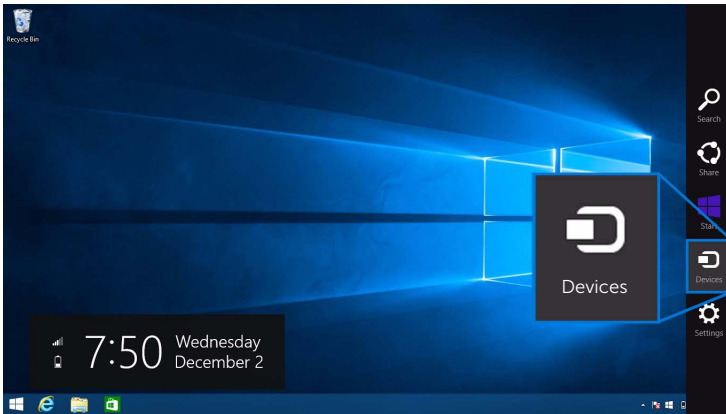 Recycle Bin
Search
Share
Start
Devices
Devices
Settings
7:50
Wednesday
December 2